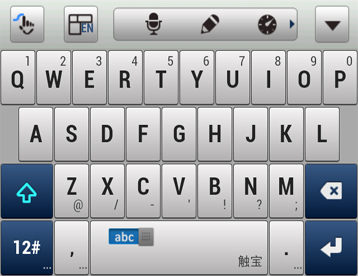 EN
1 2 3 4 5 6 7 8 9 0
Q W E R T Y U I O P
A S D F G H J K L
Z X C V B N M
@ / - ' ! ? ;
12# , abc .
... ... 触宝 ...